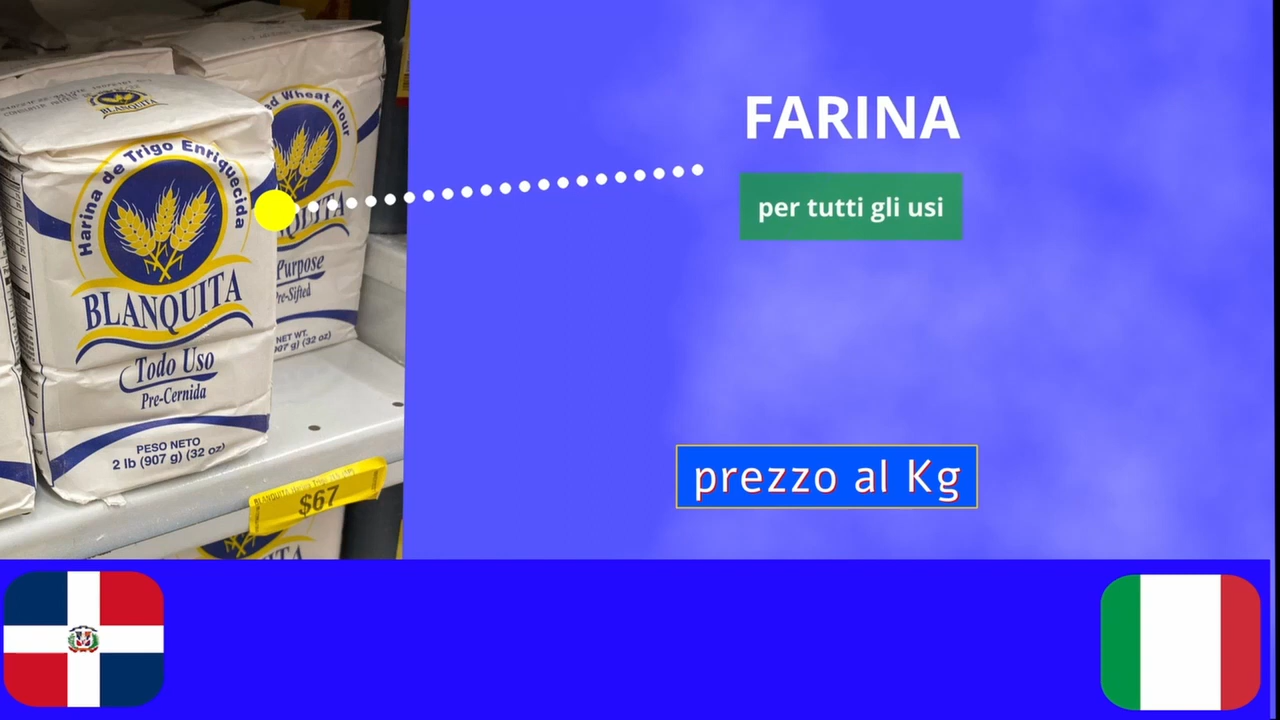 BLANQUITA
Harina de Trigo Enriquecida
BLANQUITA
Todo Uso
Pre-Cernida
PESO NETO
2 lb (907 g) (32 oz)
Wheat Flour
Purpose
Pre-Sifted
NET WT.
(32 oz)
$67
FARINA
per tutti gli usi
prezzo al Kg